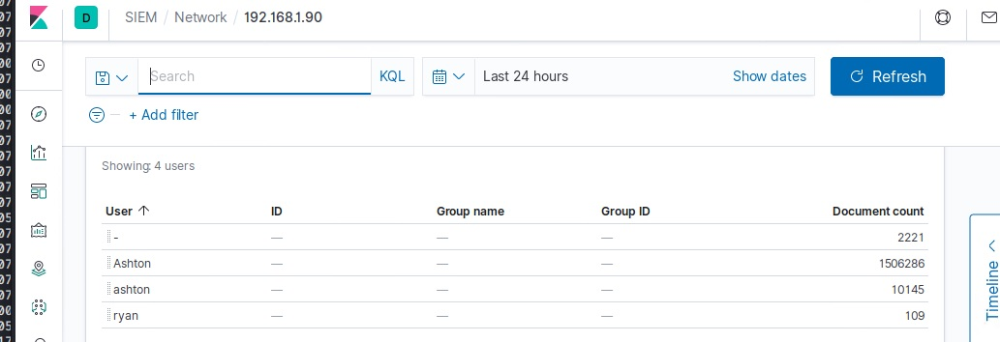 D SIEM / Network / 192.168.1.90
Search KQL Last 24 hours Show dates Refresh
+ Add filter
Showing: 4 users
User ID Group name Group ID Document count
- — — — 2221
Ashton — — — 1506286
ashton — — — 10145
ryan — — — 109
Timeline